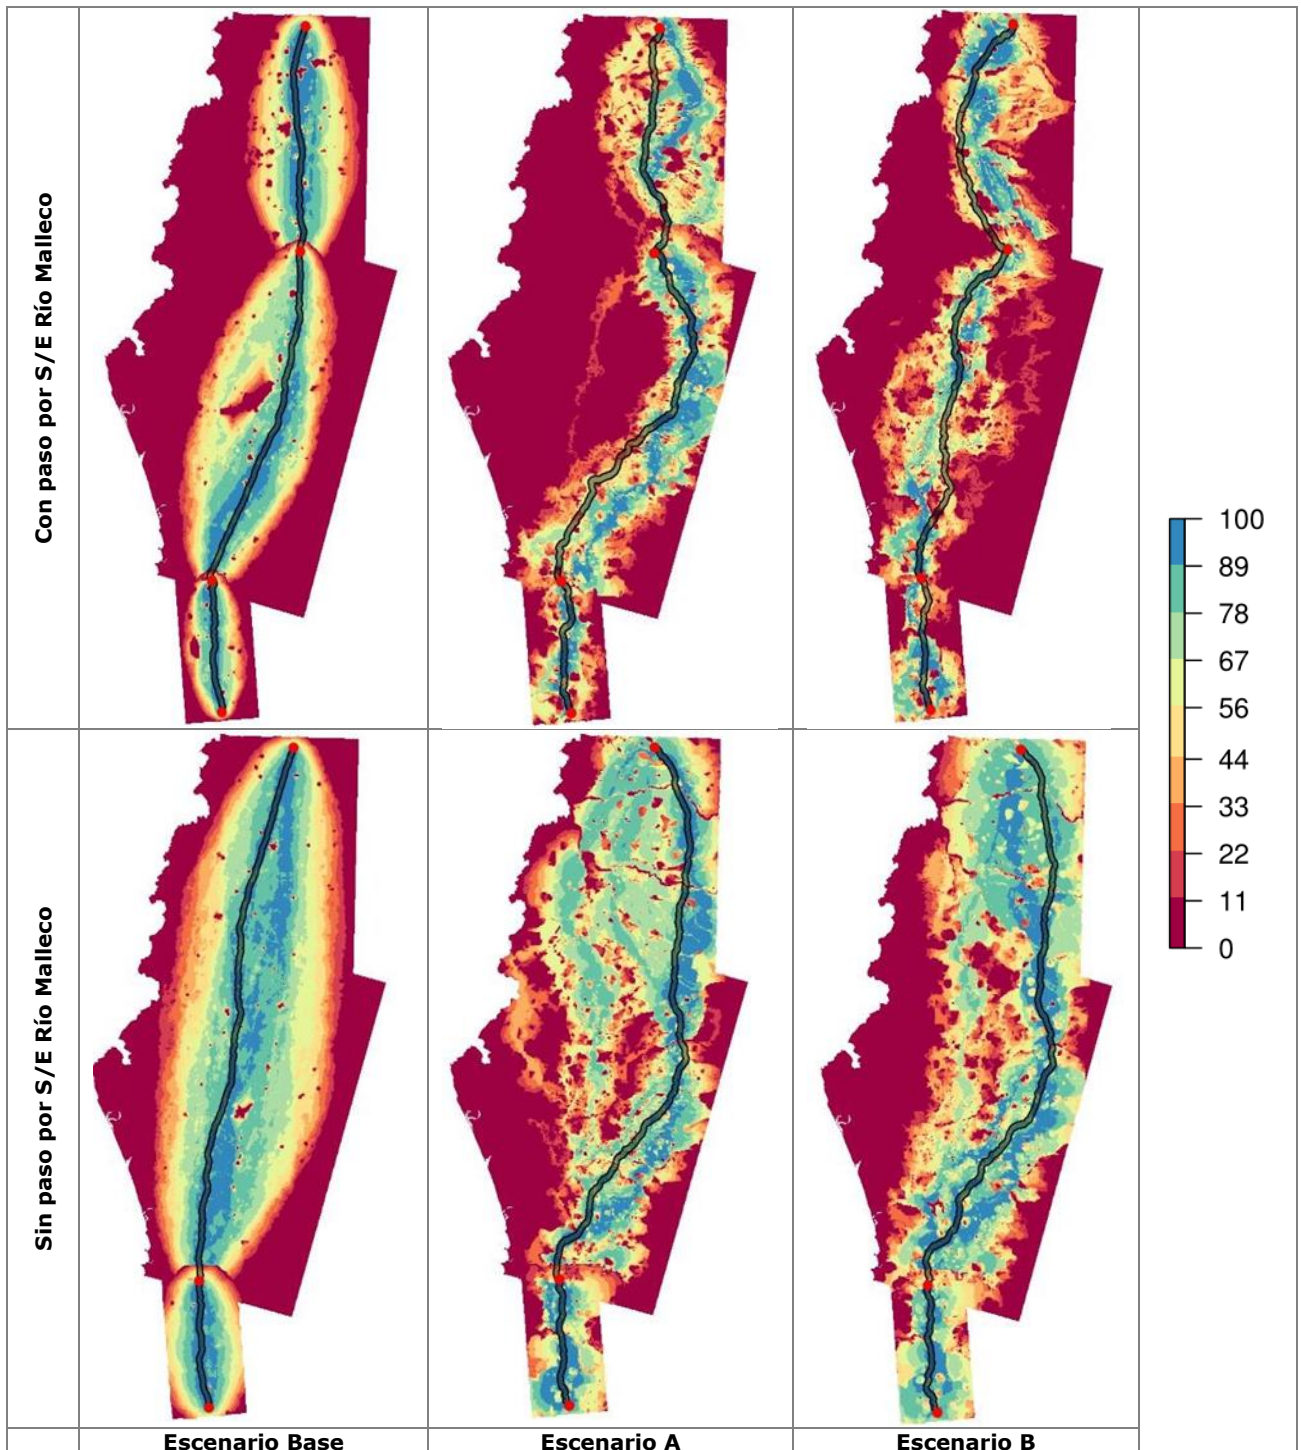 Con paso por S/E Río Malleco
100
89
78
67
56
44
33
22
11
0
Sin paso por S/E Río Malleco
Escenario Base
Escenario A
Escenario B